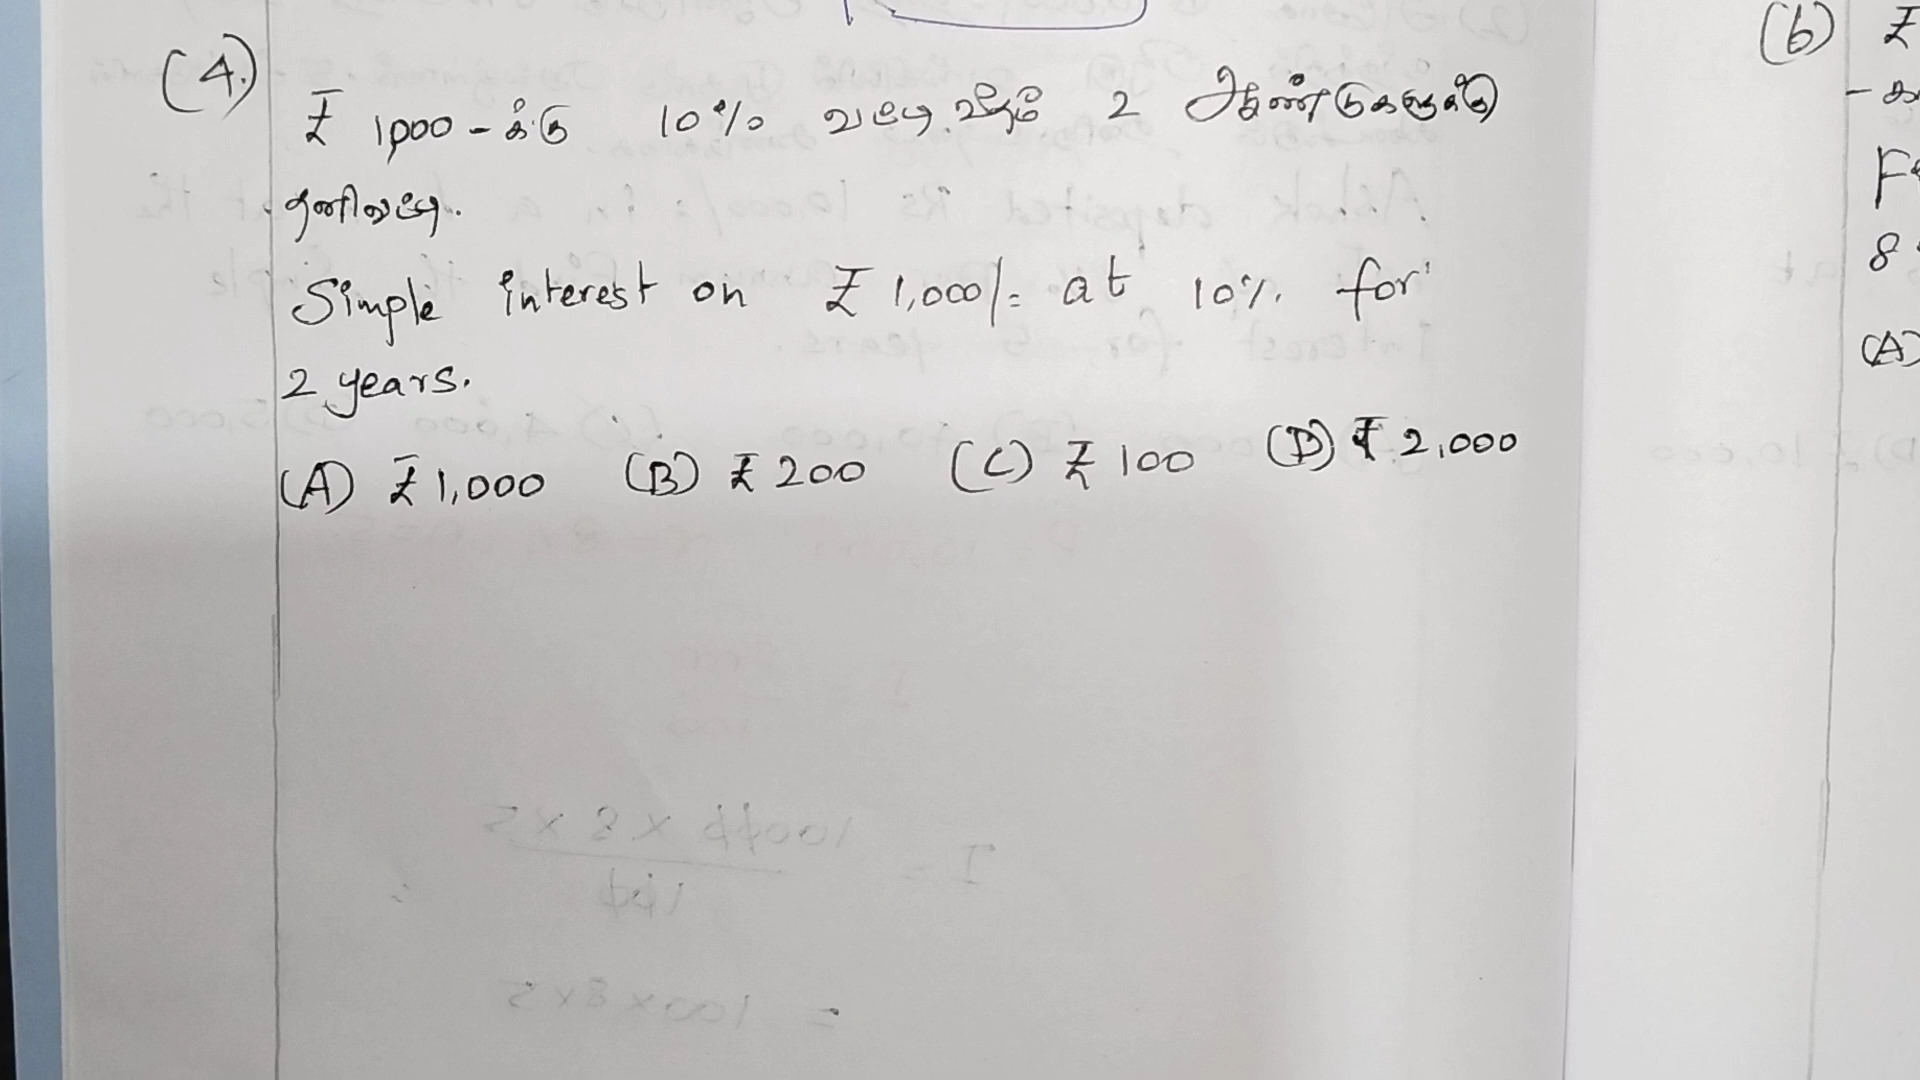 (4.)
₹ 1000 - க்கு 10% வட்டி வீதம் 2 ஆண்டுகளுக்கு
தனிவட்டி.
Simple interest on ₹ 1,000/= at 10% for
2 years.
(A) ₹ 1,000 (B) ₹ 200 (C) ₹ 100 (D) ₹ 2,000
(6) ₹
8
(A)